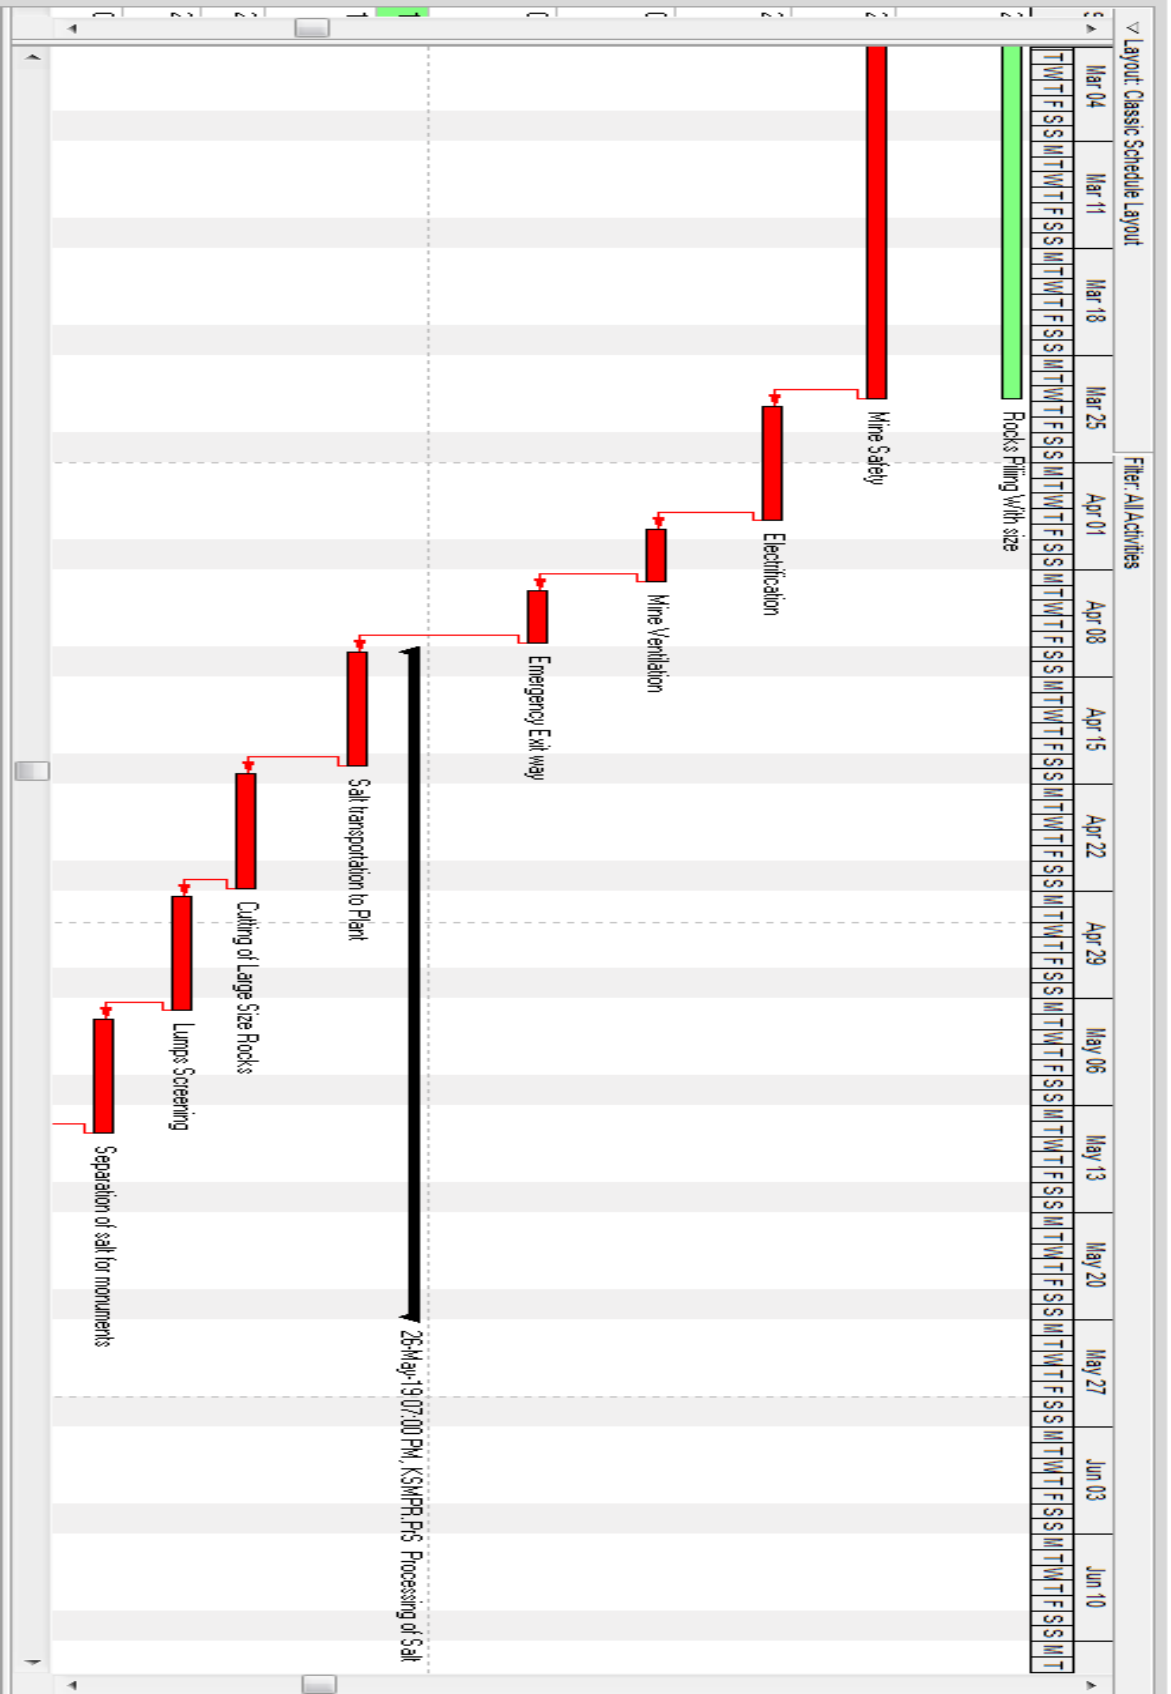 Layout: Classic Schedule Layout
Filter: All Activities
Mar 04 Mar 11 Mar 18 Mar 25 Apr 01 Apr 08 Apr 15 Apr 22 Apr 29 May 06 May 13 May 20 May 27 Jun 03 Jun 10
T W T F S S M T W T F S S M T W T F S S M T W T F S S M T W T F S S M T W T F S S M T W T F S S M T W T F S S M T W T F S S M T W T F S S M T W T F S S M T W T F S S M T W T F S S M T W T F S S M T W T F S S M T
Rocks Pilling With size
Mine Safety
Electrification
Mine Ventilation
Emergency Exit way
26-May-19 07:00 PM, KSMPR.PrS Processing of Salt
Salt transportation to Plant
Cutting of Large Size Rocks
Lumps Screening
Separation of salt for monuments